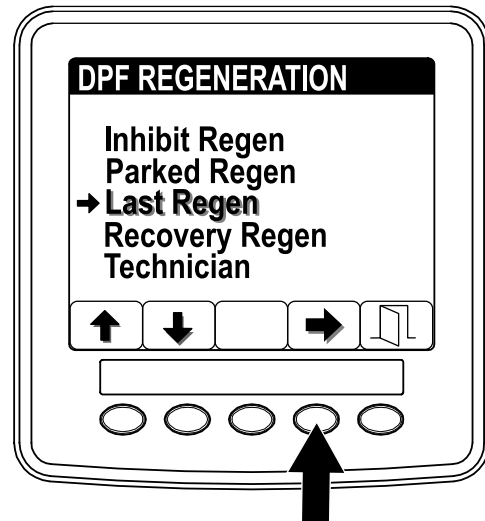 DPF REGENERATION
Inhibit Regen
Parked Regen
Last Regen
Recovery Regen
Technician